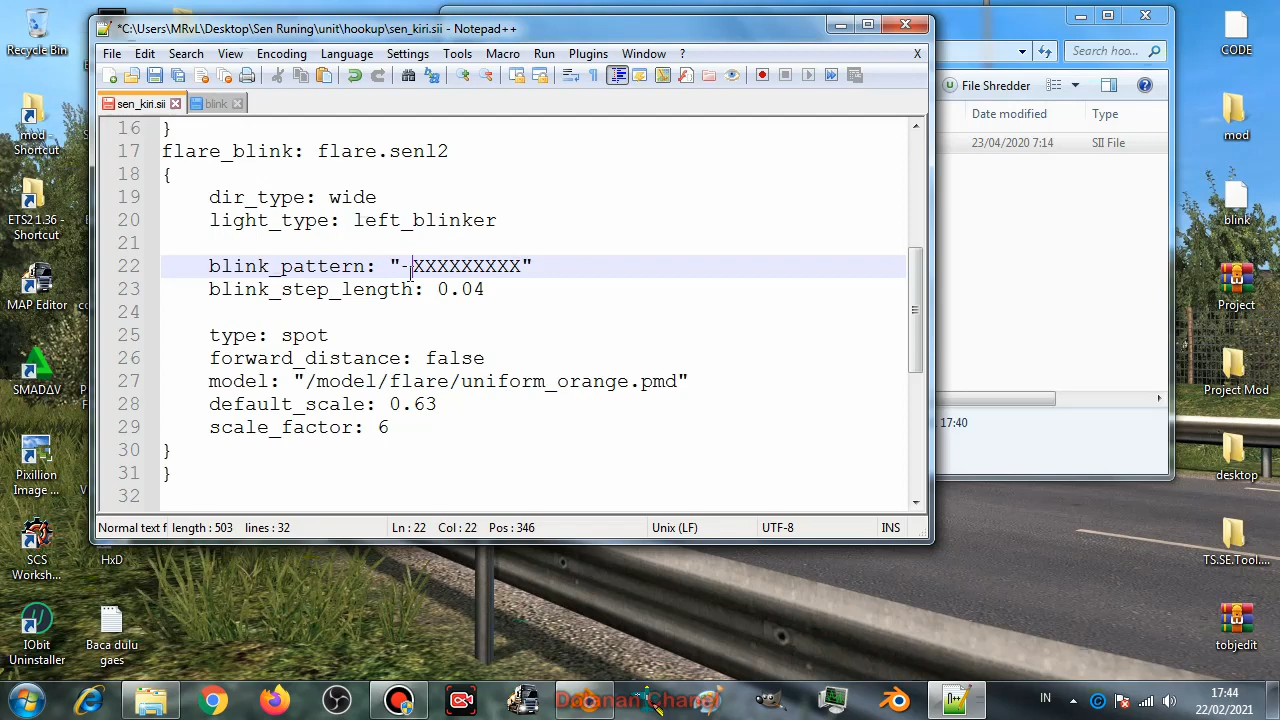 Recycle Bin
mod - Shortcut
ETS2 1.36 - Shortcut
MAP Editor
SMADΔV
Pixillion Image ...
SCS Worksh...
HxD
IObit Uninstaller
Baca dulu gaes
*C:\Users\MRvL\Desktop\Sen Runing\unit\hookup\sen_kiri.sii - Notepad++
File Edit Search View Encoding Language Settings Tools Macro Run Plugins Window ? X
sen_kiri.sii blink
16 }
17 flare_blink: flare.senl2
18 {
19 dir_type: wide
20 light_type: left_blinker
21
22 blink_pattern: "-XXXXXXXXX"
23 blink_step_length: 0.04
24
25 type: spot
26 forward_distance: false
27 model: "/model/flare/uniform_orange.pmd"
28 default_scale: 0.63
29 scale_factor: 6
30 }
31 }
32
Normal text f length : 503 lines : 32 Ln : 22 Col : 22 Pos : 346 Unix (LF) UTF-8 INS
Search hoo...
File Shredder
Date modified Type
23/04/2020 7:14 SII File
17:40
CODE
mod
blink
Project
Project Mod
desktop
TS.SE.Tool....
tobjedit
IN
17:44
22/02/2021